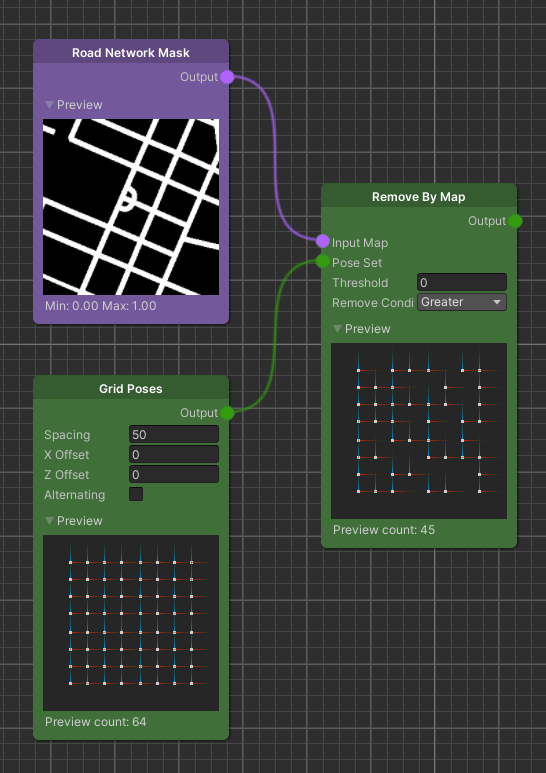 Road Network Mask
Output
Preview
Min: 0.00 Max: 1.00
Remove By Map
Output
Input Map
Pose Set
Threshold 0
Remove Condi Greater
Preview
Preview count: 45
Grid Poses
Output
Spacing 50
X Offset 0
Z Offset 0
Alternating
Preview
Preview count: 64